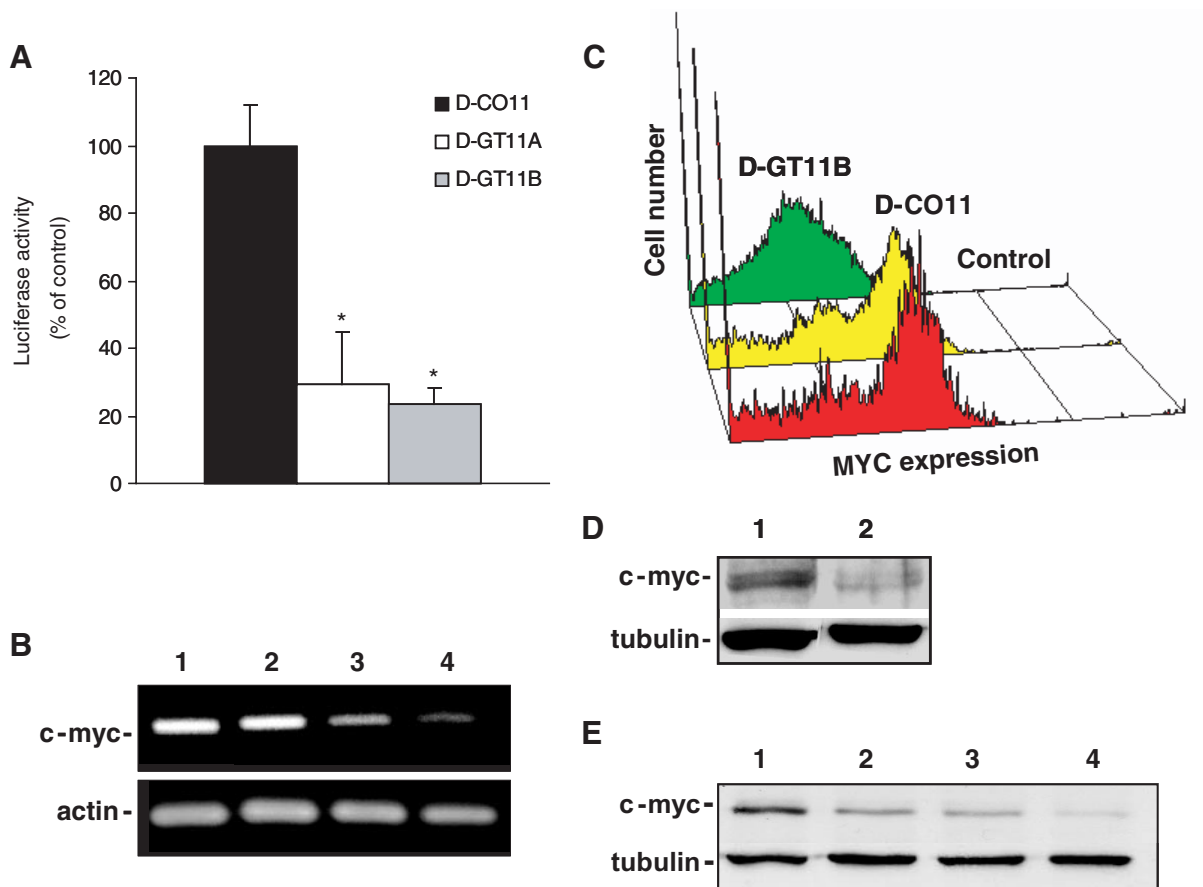 A
Luciferase activity
(% of control)
120
100
80
60
40
20
0
D-CO11
D-GT11A
D-GT11B
*
*
B
1 2 3 4
c-myc-
actin-
C
Cell number
D-GT11B
D-CO11
Control
MYC expression
D
1 2
c-myc-
tubulin-
E
1 2 3 4
c-myc-
tubulin-